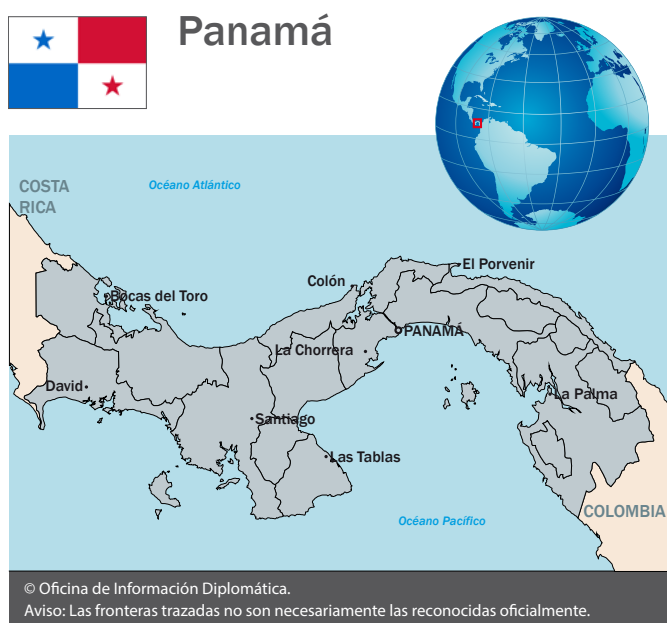 Panamá
COSTA
RICA
Océano Atlántico
El Porvenir
Colón
Bocas del Toro
PANAMÁ
La Chorrera
David
La Palma
Santiago
Las Tablas
COLOMBIA
Océano Pacífico
© Oficina de Información Diplomática.
Aviso: Las fronteras trazadas no son necesariamente las reconocidas oficialmente.